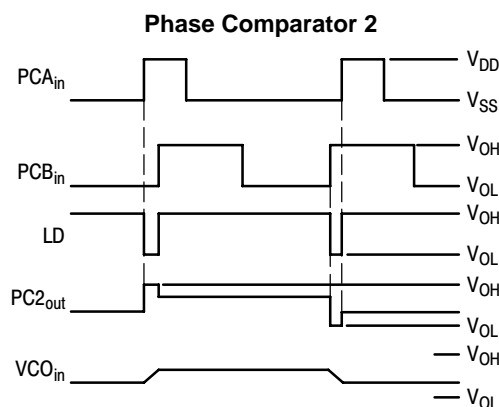 Phase Comparator 2
PCAin
VDD
VSS
PCBin
VOH
VOL
LD
VOH
VOL
PC2out
VOH
VOL
VCOin
VOH
VOL